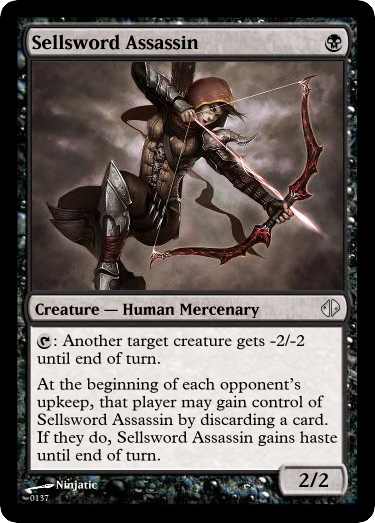 Sellsword Assassin
Creature — Human Mercenary
: Another target creature gets -2/-2
until end of turn.
At the beginning of each opponent's
upkeep, that player may gain control of
Sellsword Assassin by discarding a card.
If they do, Sellsword Assassin gains haste
until end of turn.
Ninjatic
0137
2/2